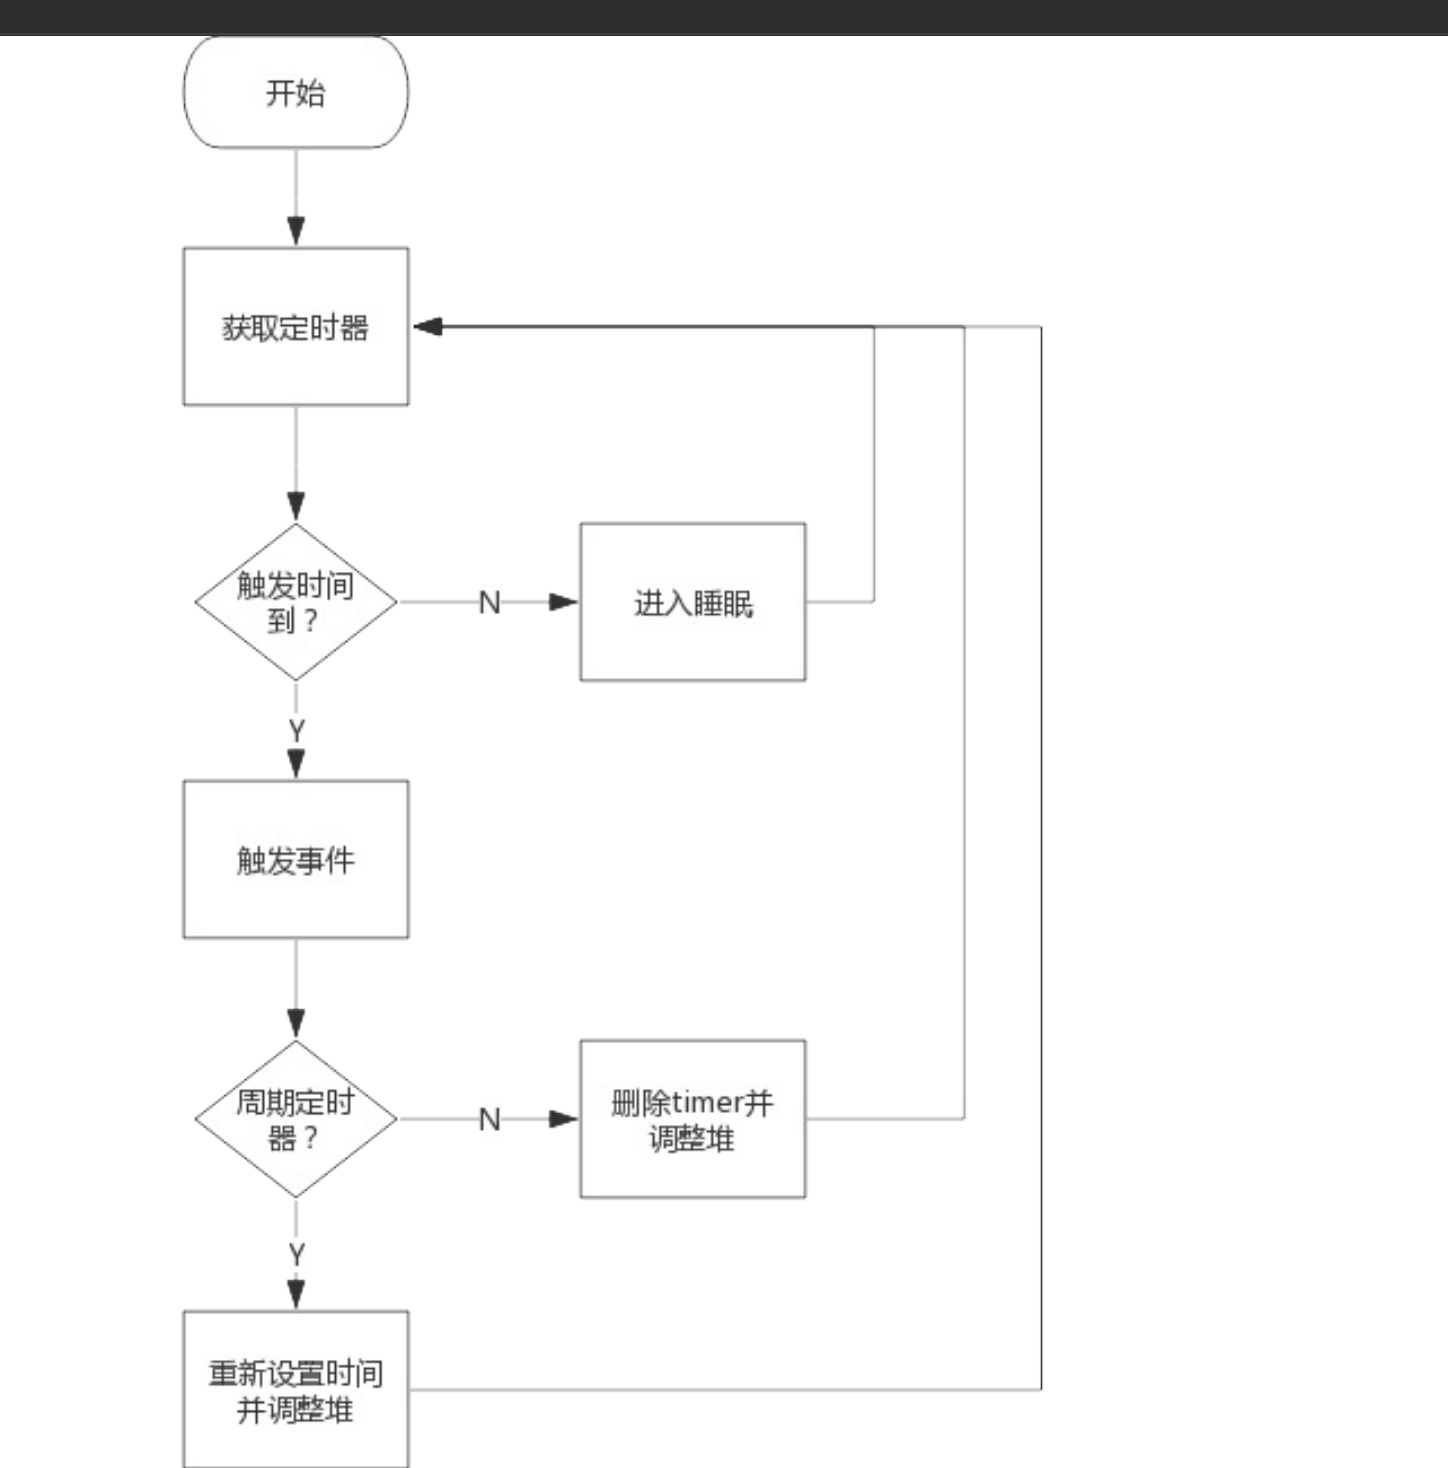 开始
获取定时器
触发时间
到？
N
进入睡眠
Y
触发事件
周期定时
器？
N
删除timer并
调整堆
Y
重新设置时间
并调整堆